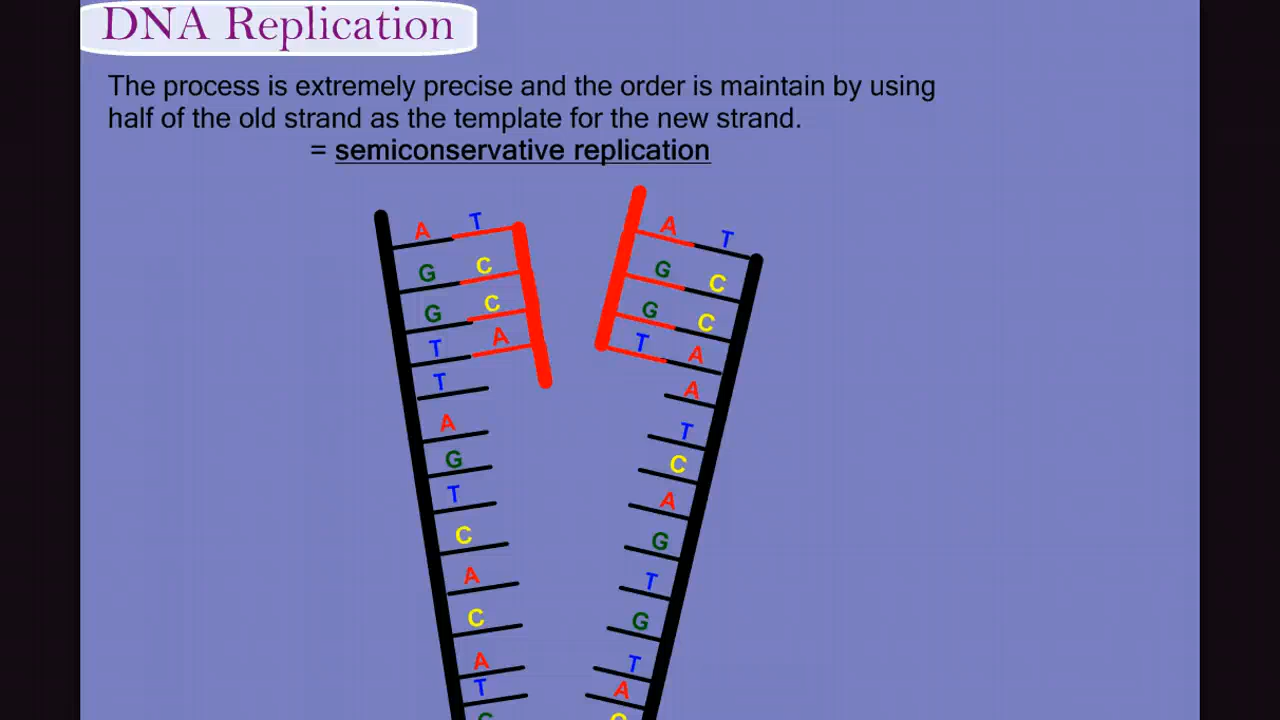 DNA Replication
The process is extremely precise and the order is maintain by using
half of the old strand as the template for the new strand.
= semiconservative replication
A T A T
G C G C
G C G C
T A T A
T A
A T
G C
T A
C G
A T
C G
A T
T A
G C